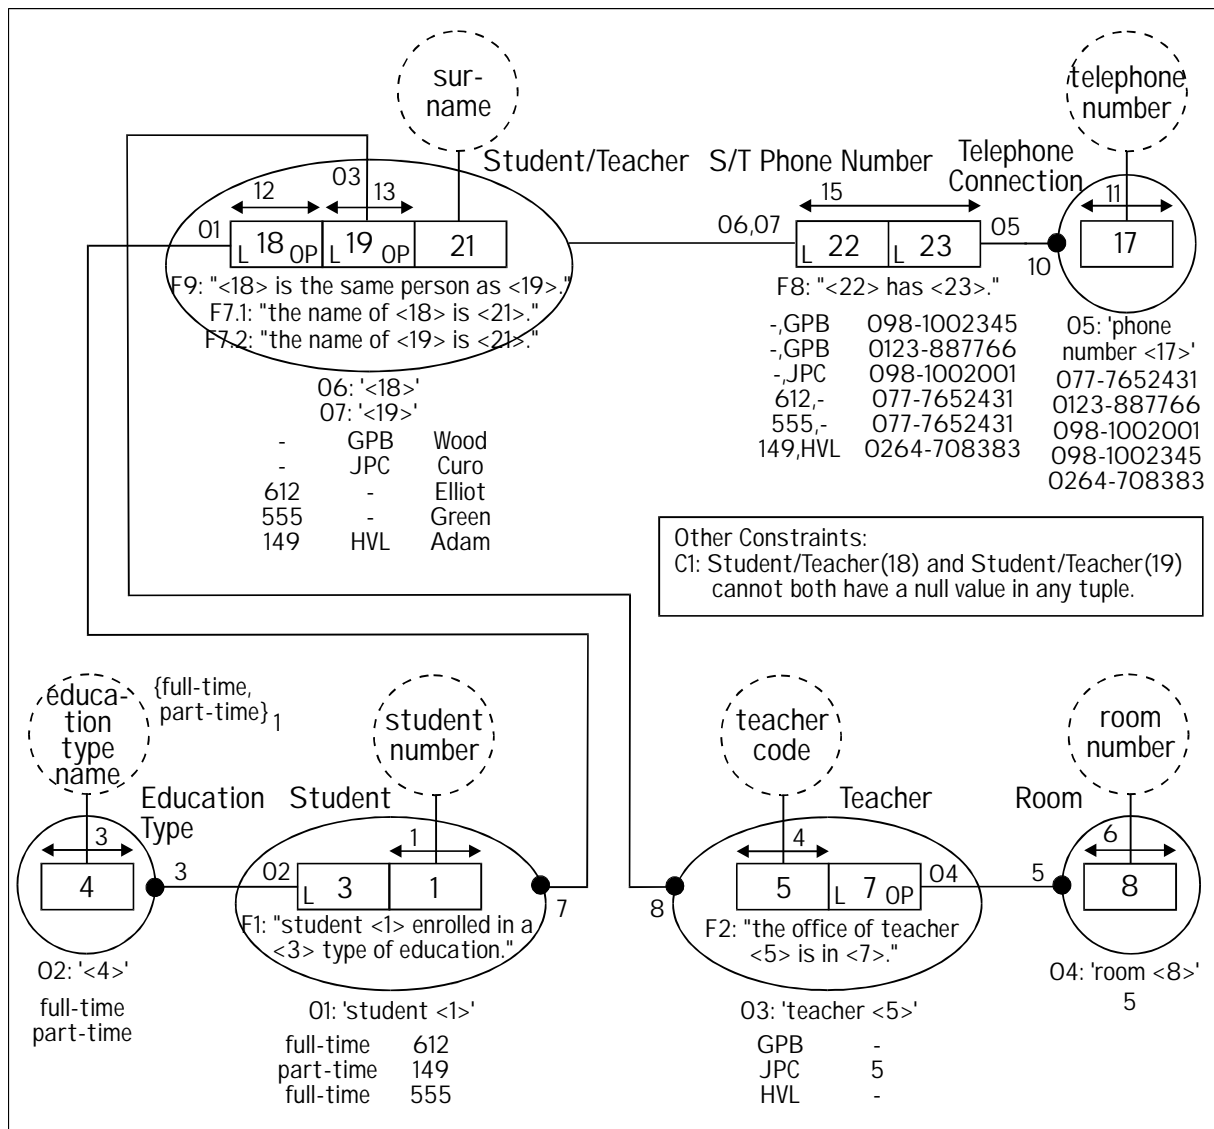 sur-
name
telephone
number
Student/Teacher
S/T Phone Number
Telephone
Connection
O3
12
13
15
11
O1
L 18 OP
L 19 OP
21
O6,O7
L 22
L 23
O5
10
17
F9: "<18> is the same person as <19>."
F7.1: "the name of <18> is <21>."
F7.2: "the name of <19> is <21>."
F8: "<22> has <23>."
O6: '<18>'
O7: '<19>'
- GPB Wood
- JPC Curo
612 - Elliot
555 - Green
149 HVL Adam
-,GPB 098-1002345
-,GPB 0123-887766
-,JPC 098-1002001
612,- 077-7652431
555,- 077-7652431
149,HVL 0264-708383
O5: 'phone
number <17>'
077-7652431
0123-887766
098-1002001
098-1002345
0264-708383
Other Constraints:
C1: Student/Teacher(18) and Student/Teacher(19)
cannot both have a null value in any tuple.
educa-
tion
type
name
{full-time,
part-time} 1
student
number
teacher
code
room
number
Education
Type
Student
Teacher
Room
3
1
4
6
4
3
O2
L 3
1
7
8
5
L 7 OP
O4
5
8
F1: "student <1> enrolled in a
<3> type of education."
F2: "the office of teacher
<5> is in <7>."
O2: '<4>'
full-time
part-time
O1: 'student <1>'
full-time 612
part-time 149
full-time 555
O3: 'teacher <5>'
GPB -
JPC 5
HVL -
O4: 'room <8>'
5